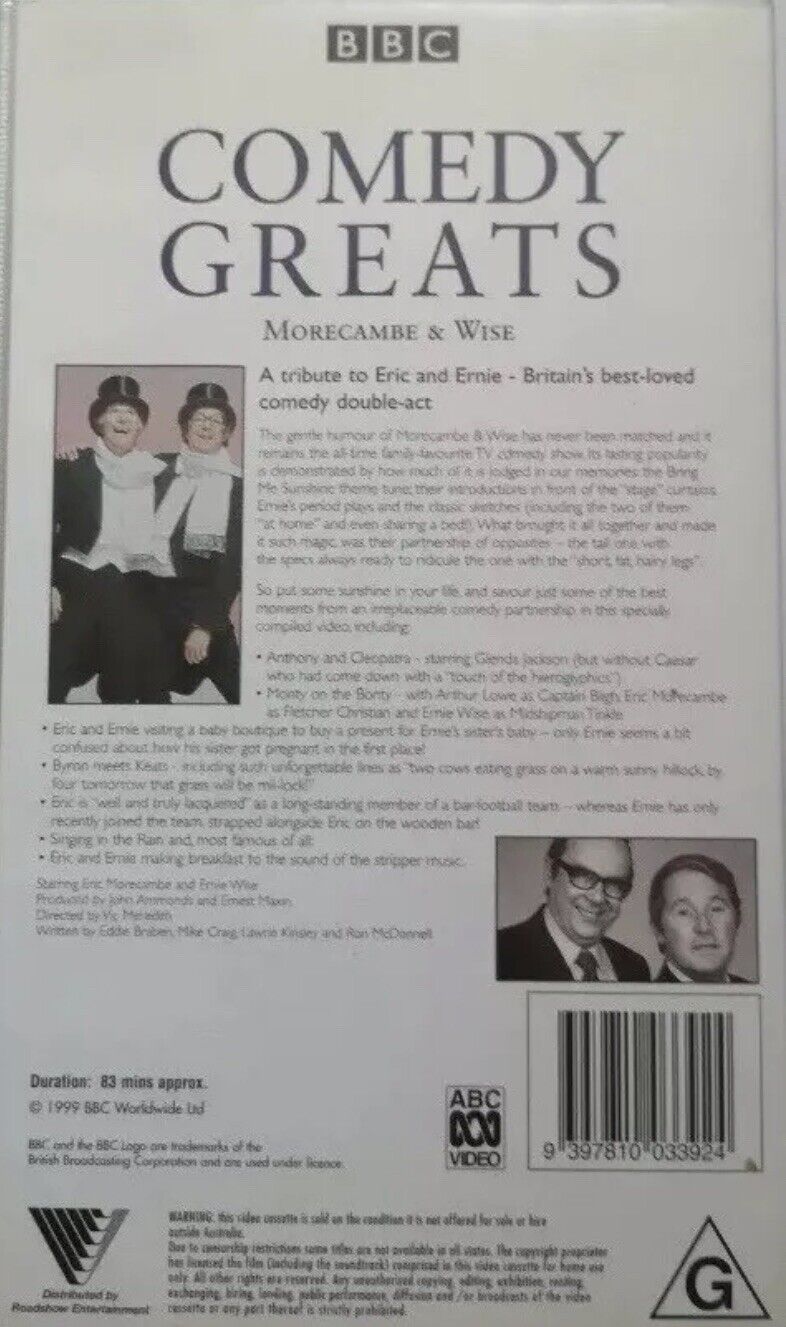 BBC
COMEDY
GREATS
MORECAMBE & WISE
A tribute to Eric and Ernie - Britain's best-loved
comedy double-act
The gentle humour of Morecambe & Wise has never been matched and it
remains the all-time family-favourite TV comedy show. Its lasting popularity
is demonstrated by how much of it is lodged in our memories: the Bring
Me Sunshine theme tune; their introductions in front of the "stage" curtains;
Ernie's period plays and the classic sketches (including the two of them
"at home" and even sharing a bed!). What brought it all together and made
it such magic, was their partnership of opposites – the tall one with
the specs always ready to ridicule the one with the "short, fat, hairy legs".
So put some sunshine in your life, and savour just some of the best
moments from an irreplaceable comedy partnership in this specially
compiled video, including:
• Anthony and Cleopatra - starring Glenda Jackson (but without Caesar
who had come down with a "touch of the hieroglyphics")
• Monty on the Bonty - with Arthur Lowe as Captain Bligh, Eric Morecambe
as Fletcher Christian and Ernie Wise as Midshipman Tinkle
• Eric and Ernie visiting a baby boutique to buy a present for Ernie's sister's baby – only Ernie seems a bit
confused about how his sister got pregnant in the first place!
• Byron meets Keats - including such unforgettable lines as "two cows eating grass on a warm sunny hillock, by
four tomorrow that grass will be mil-lock!"
• Eric is "well and truly lacquered" as a long-standing member of a bar-football team – whereas Ernie has only
recently joined the team, strapped alongside Eric on the wooden bar!
• Singing in the Rain and, most famous of all:
• Eric and Ernie making breakfast to the sound of the stripper music.
Starring Eric Morecambe and Ernie Wise
Produced by John Ammonds and Ernest Maxin
Directed by Vic Meredith
Written by Eddie Braben, Mike Craig, Lawrie Kinsley and Ron McDonnell
Duration: 83 mins approx.
© 1999 BBC Worldwide Ltd
BBC and the BBC Logo are trademarks of the
British Broadcasting Corporation and are used under licence.
ABC
VIDEO
9 397810 033924
Distributed by
Roadshow Entertainment
WARNING: this video cassette is sold on the condition it is not offered for sale or hire
outside Australia.
Due to censorship restrictions some titles are not available in all states. The copyright proprietor
has licensed the film (including the soundtrack) comprised in this video cassette for home use
only. All other rights are reserved. Any unauthorised copying, editing, exhibition, renting,
exchanging, hiring, lending, public performance, diffusion and /or broadcasts of the video
cassette or any part thereof is strictly prohibited.
G